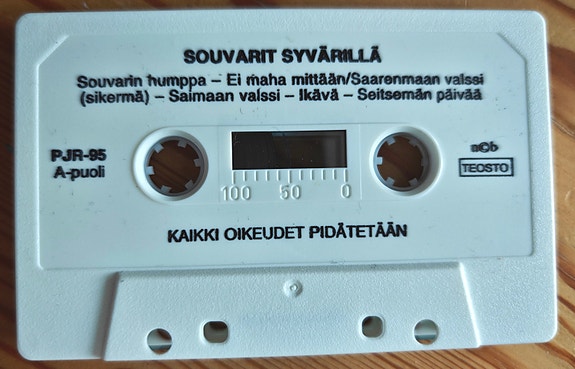 SOUVARIT SYVÄRILLÄ
Souvarin humppa – Ei maha mittään/Saarenmaan valssi
(sikermä) – Saimaan valssi – Ikävä – Seitsemän päivää
PJR-95
A-puoli
n©b
TEOSTO
100 50 0
KAIKKI OIKEUDET PIDÄTETÄÄN